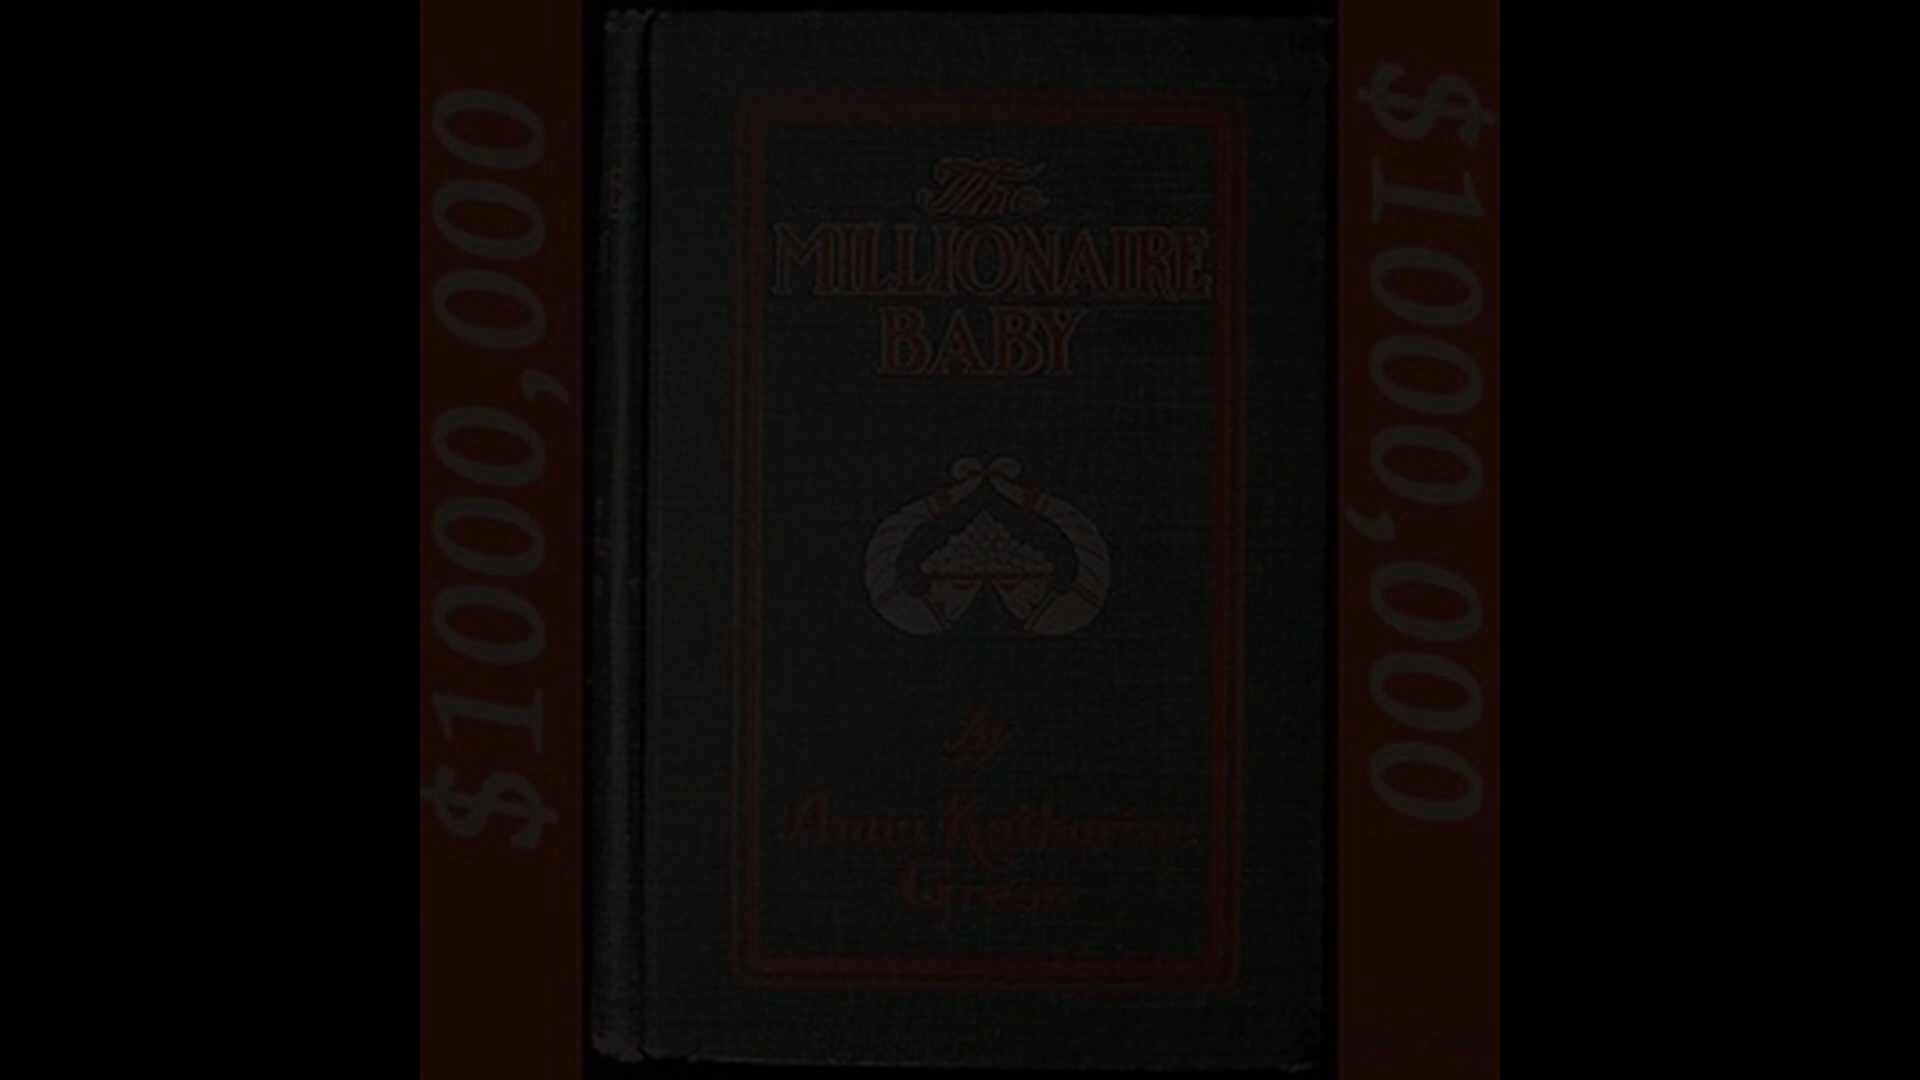 $1000,000
The
MILLIONAIRE
BABY
by
Anna Katharine
Green
$1000,000